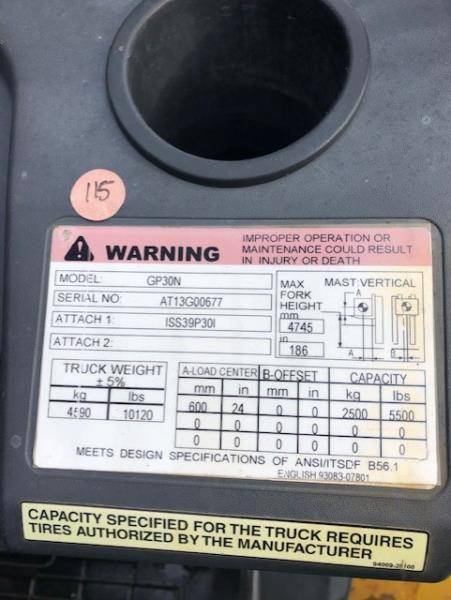 115
WARNING
IMPROPER OPERATION OR
MAINTENANCE COULD RESULT
IN INJURY OR DEATH
MODEL: GP30N
SERIAL NO: AT13G00677
ATTACH 1: ISS39P30I
ATTACH 2:
MAX FORK HEIGHT
mm
4745
in
186
MAST:VERTICAL
A
A B
TRUCK WEIGHT
± 5%
kg lbs
4590 10120
A-LOAD CENTER B-OFFSET CAPACITY
mm in mm in kg lbs
600 24 0 0 2500 5500
0 0 0 0 0 0
0 0 0 0 0 0
MEETS DESIGN SPECIFICATIONS OF ANSI/ITSDF B56.1
ENGLISH 93083-07801
CAPACITY SPECIFIED FOR THE TRUCK REQUIRES
TIRES AUTHORIZED BY THE MANUFACTURER